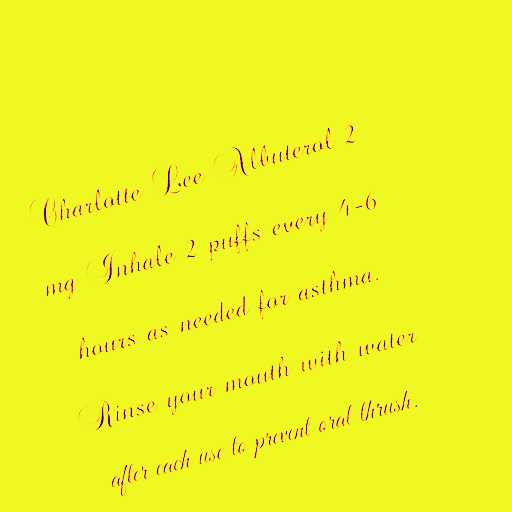 Charlotte Lee Albuterol 2
mg Inhale 2 puffs every 4-6
hours as needed for asthma.
Rinse your mouth with water
after each use to prevent oral thrush.